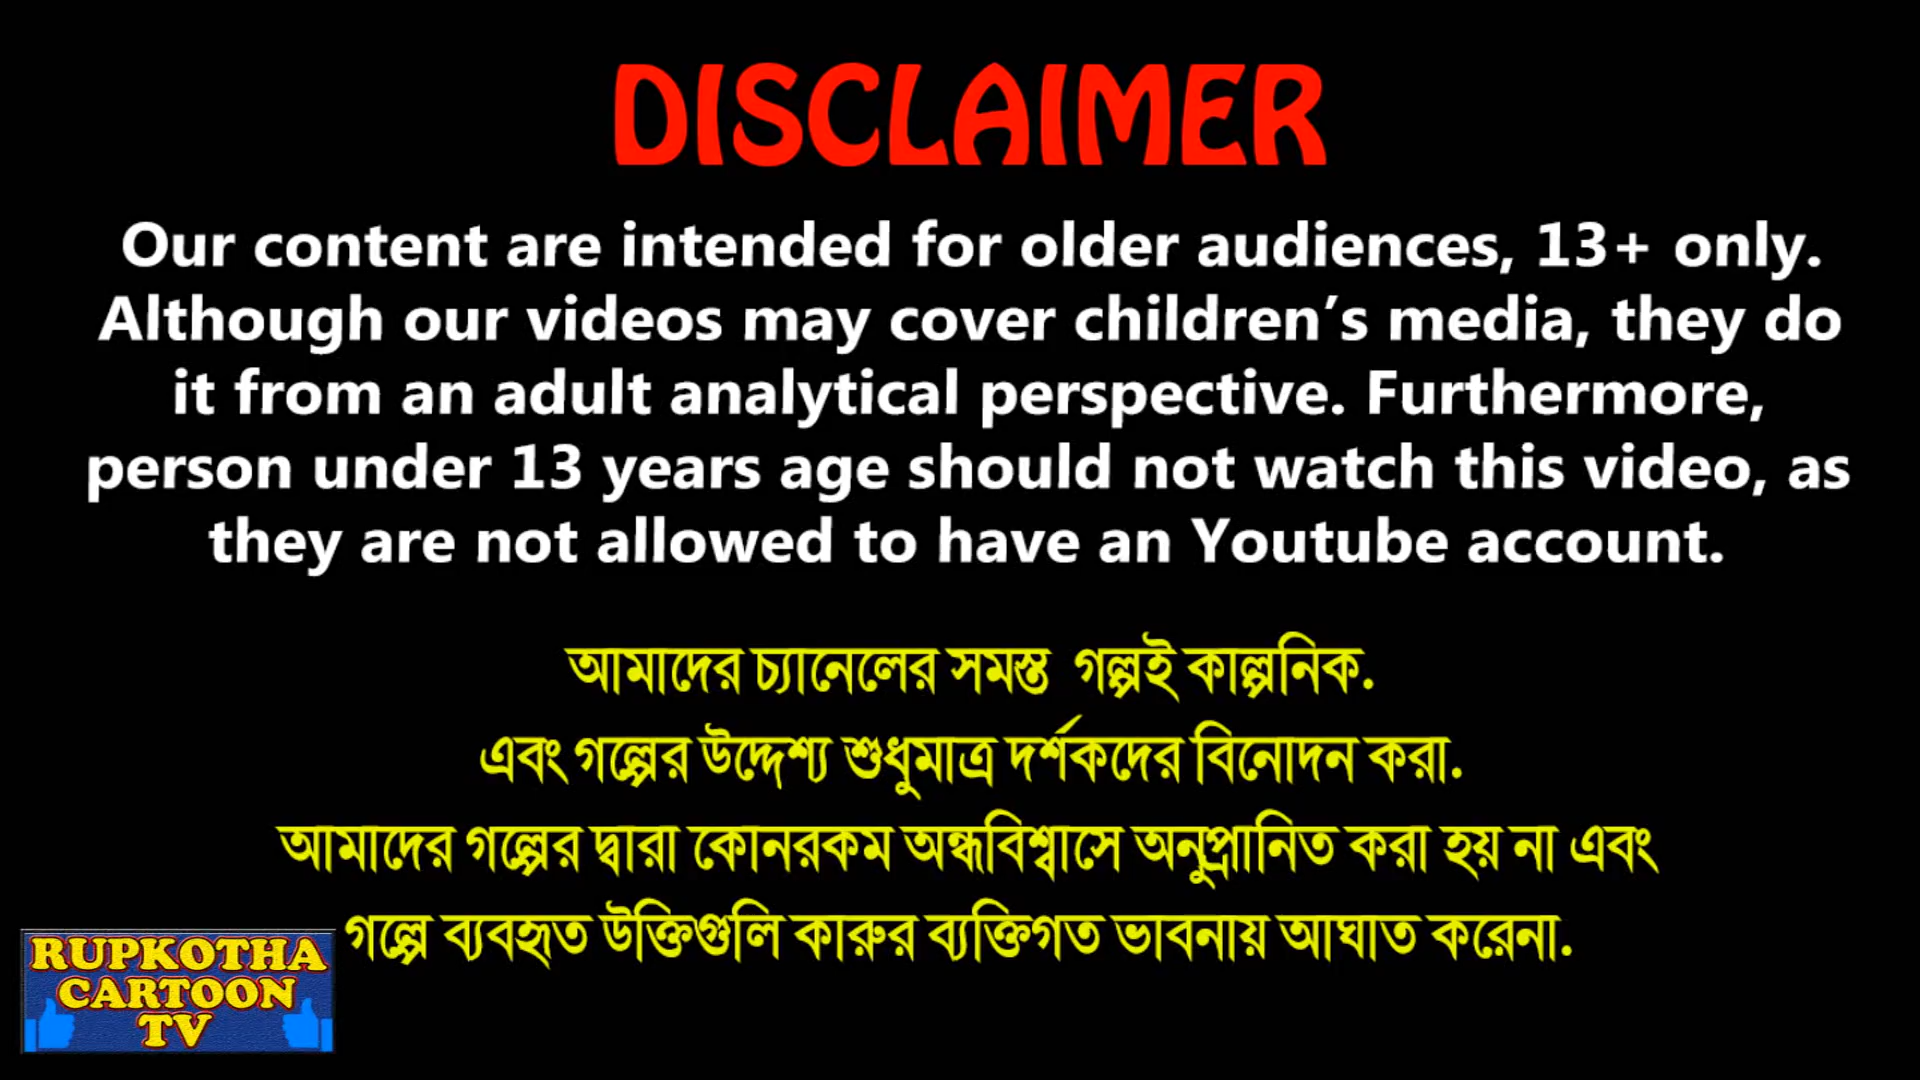 DISCLAIMER
Our content are intended for older audiences, 13+ only.
Although our videos may cover children’s media, they do
it from an adult analytical perspective. Furthermore,
person under 13 years age should not watch this video, as
they are not allowed to have an Youtube account.
আমাদের চ্যানেলের সমস্ত গল্পই কাল্পনিক.
এবং গল্পের উদ্দেশ্য শুধুমাত্র দর্শকদের বিনোদন করা.
আমাদের গল্পের দ্বারা কোনরকম অন্ধবিশ্বাসে অনুপ্রানিত করা হয় না এবং
গল্পে ব্যবহৃত উক্তিগুলি কারুর ব্যক্তিগত ভাবনায় আঘাত করেনা.
RUPKOTHA
CARTOON
TV